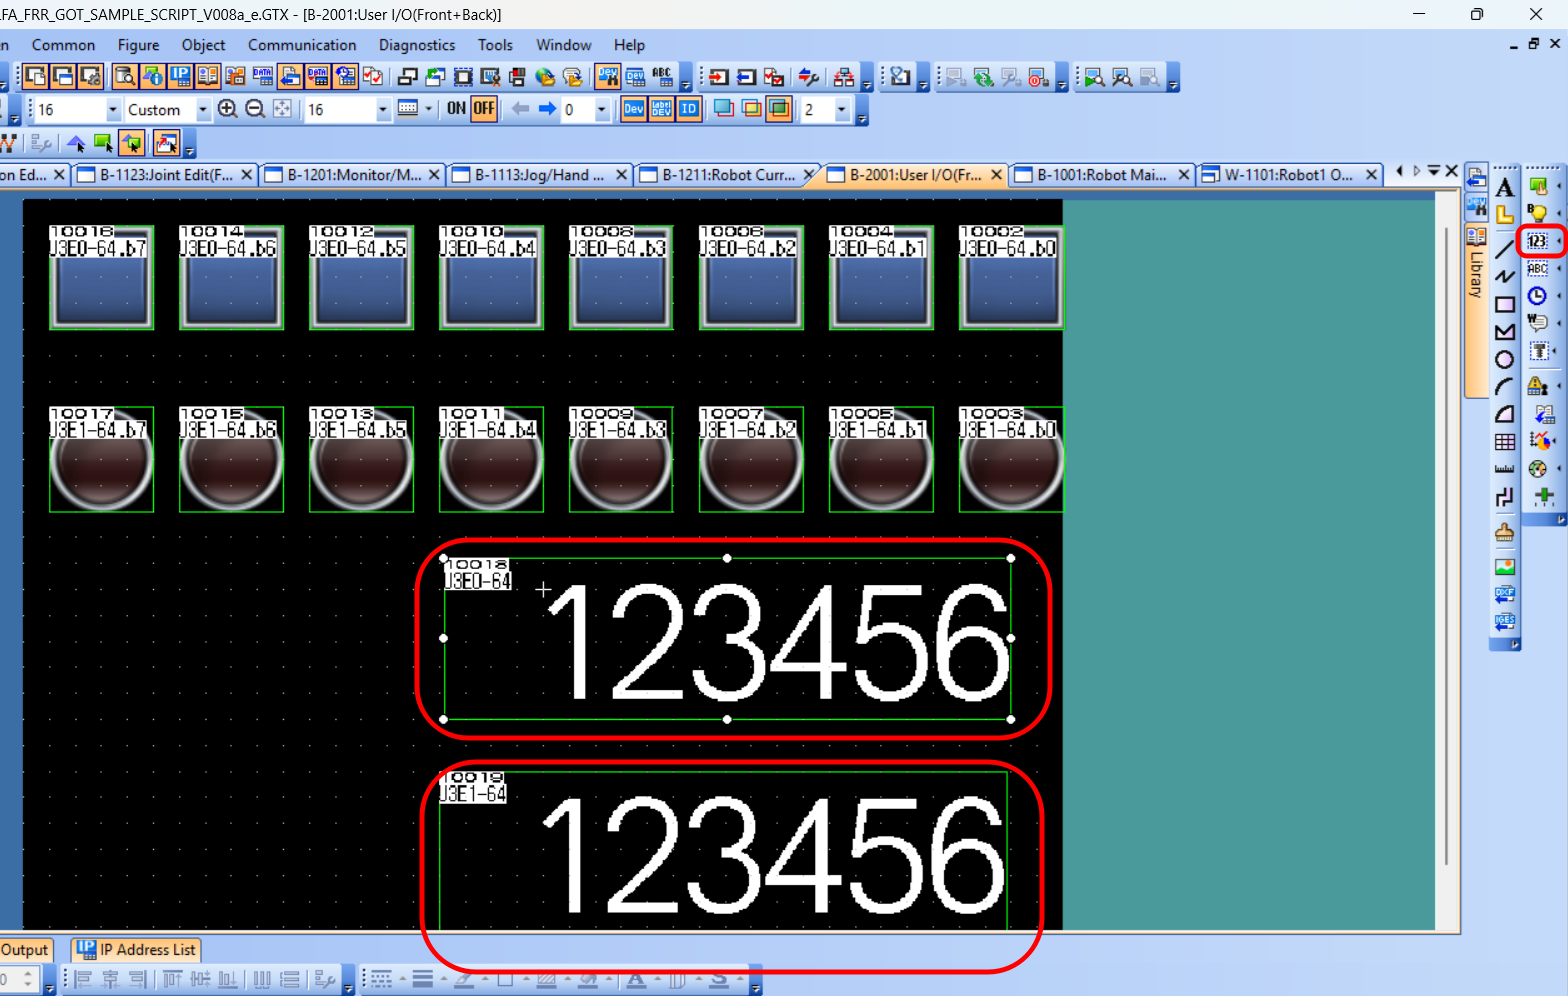 FA_FRR_GOT_SAMPLE_SCRIPT_V008a_e.GTX - [B-2001:User I/O(Front+Back)]
Common Figure Object Communication Diagnostics Tools Window Help
16 Custom 16 ON OFF 0 Dev ID 2
on Ed... B-1123:Joint Edit(F... B-1201:Monitor/M... B-1113:Jog/Hand ... B-1211:Robot Curr... B-2001:User I/O(Fr... B-1001:Robot Mai... W-1101:Robot1 O...
10016 10014 10012 10010 10008 10006 10004 10002
U3E0-64.b7 U3E0-64.b6 U3E0-64.b5 U3E0-64.b4 U3E0-64.b3 U3E0-64.b2 U3E0-64.b1 U3E0-64.b0
10017 10015 10013 10011 10009 10007 10005 10003
U3E1-64.b7 U3E1-64.b6 U3E1-64.b5 U3E1-64.b4 U3E1-64.b3 U3E1-64.b2 U3E1-64.b1 U3E1-64.b0
10018
U3E0-64
123456
10019
U3E1-64
123456
Library
A
123
ABC
DXF
IGES
Output IP Address List
0